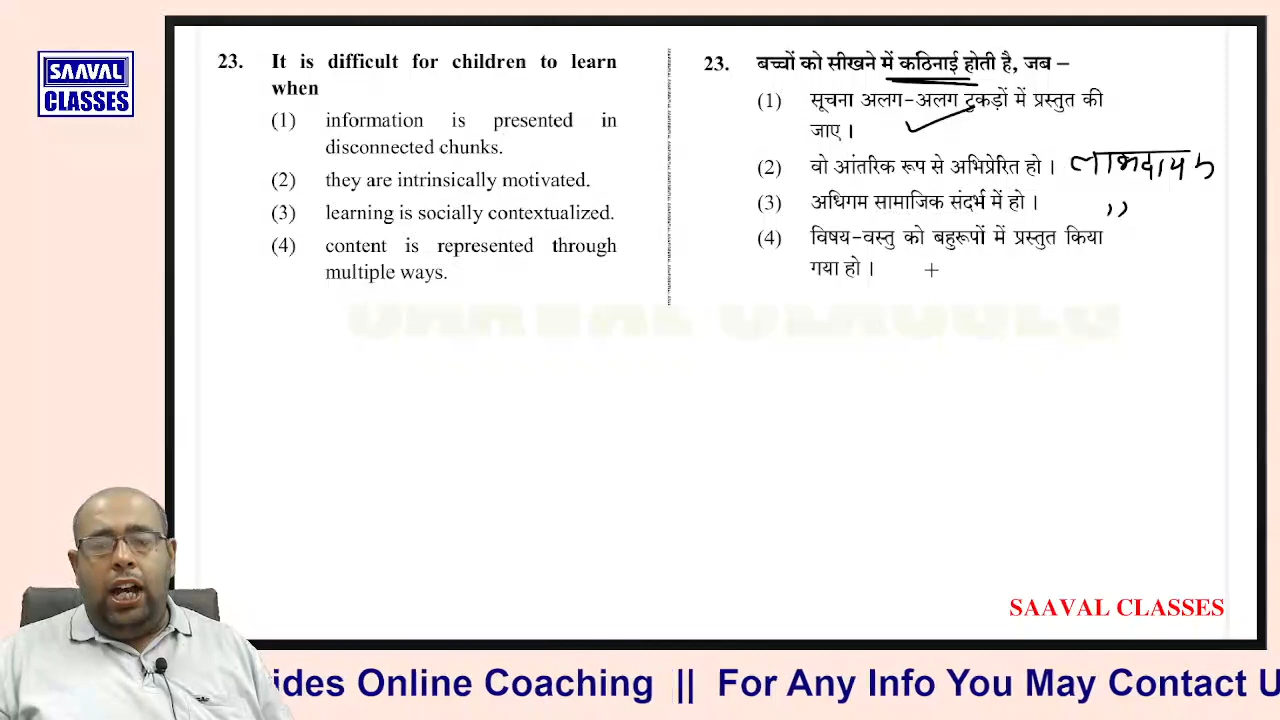 SAAVAL
CLASSES
23. It is difficult for children to learn
when
(1) information is presented in
disconnected chunks.
(2) they are intrinsically motivated.
(3) learning is socially contextualized.
(4) content is represented through
multiple ways.
23. बच्चों को सीखने में कठिनाई होती है, जब –
(1) सूचना अलग-अलग टुकड़ों में प्रस्तुत की
जाए ।
(2) वो आंतरिक रूप से अभिप्रेरित हो । लाभदायक
(3) अधिगम सामाजिक संदर्भ में हो । ,,
(4) विषय-वस्तु को बहुरूपों में प्रस्तुत किया
गया हो । +
SAAVAL CLASSES
ides Online Coaching || For Any Info You May Contact U